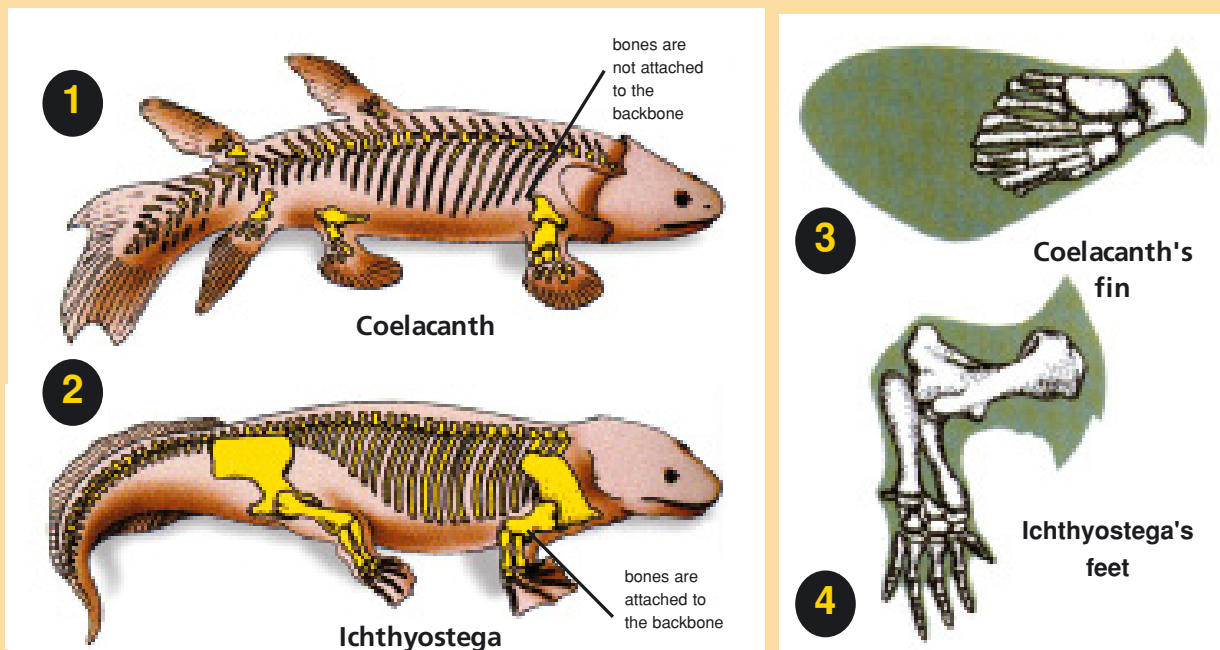 1
bones are
not attached
to the
backbone
Coelacanth
2
bones are
attached to
the backbone
Ichthyostega
3
Coelacanth's
fin
4
Ichthyostega's
feet